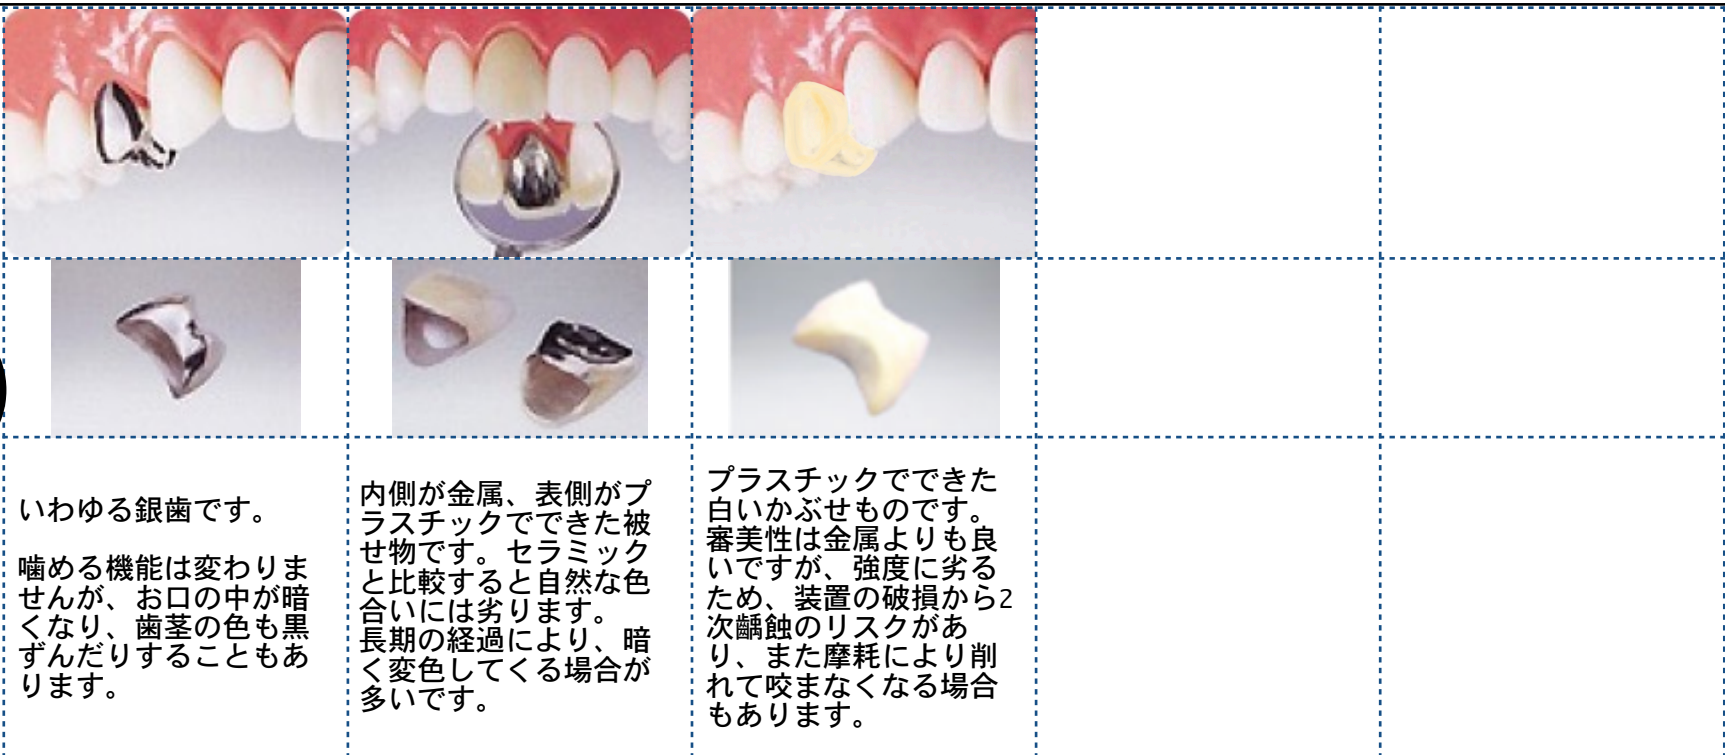 いわゆる銀歯です。
噛める機能は変わりま
せんが、お口の中が暗
くなり、歯茎の色も黒
ずんだりすることもあ
ります。
内側が金属、表側がプ
ラスチックでできた被
せ物です。セラミック
と比較すると自然な色
合いには劣ります。
長期の経過により、暗
く変色してくる場合が
多いです。
プラスチックでできた
白いかぶせものです。
審美性は金属よりも良
いですが、強度に劣る
ため、装置の破損から2
次齲蝕のリスクがあ
り、また摩耗により削
れて咬まなくなる場合
もあります。